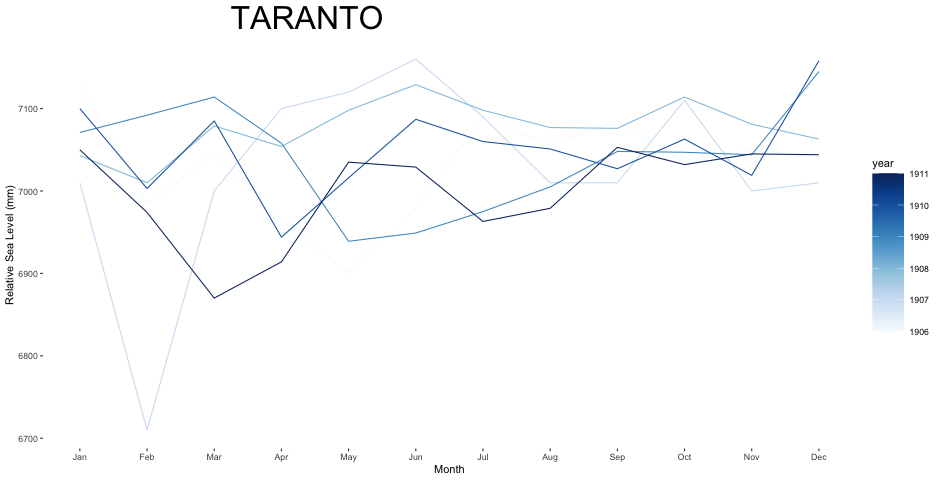 TARANTO
Relative Sea Level (mm)
7100
7000
6900
6800
6700
Jan Feb Mar Apr May Jun Jul Aug Sep Oct Nov Dec
Month
year
1911
1910
1909
1908
1907
1906